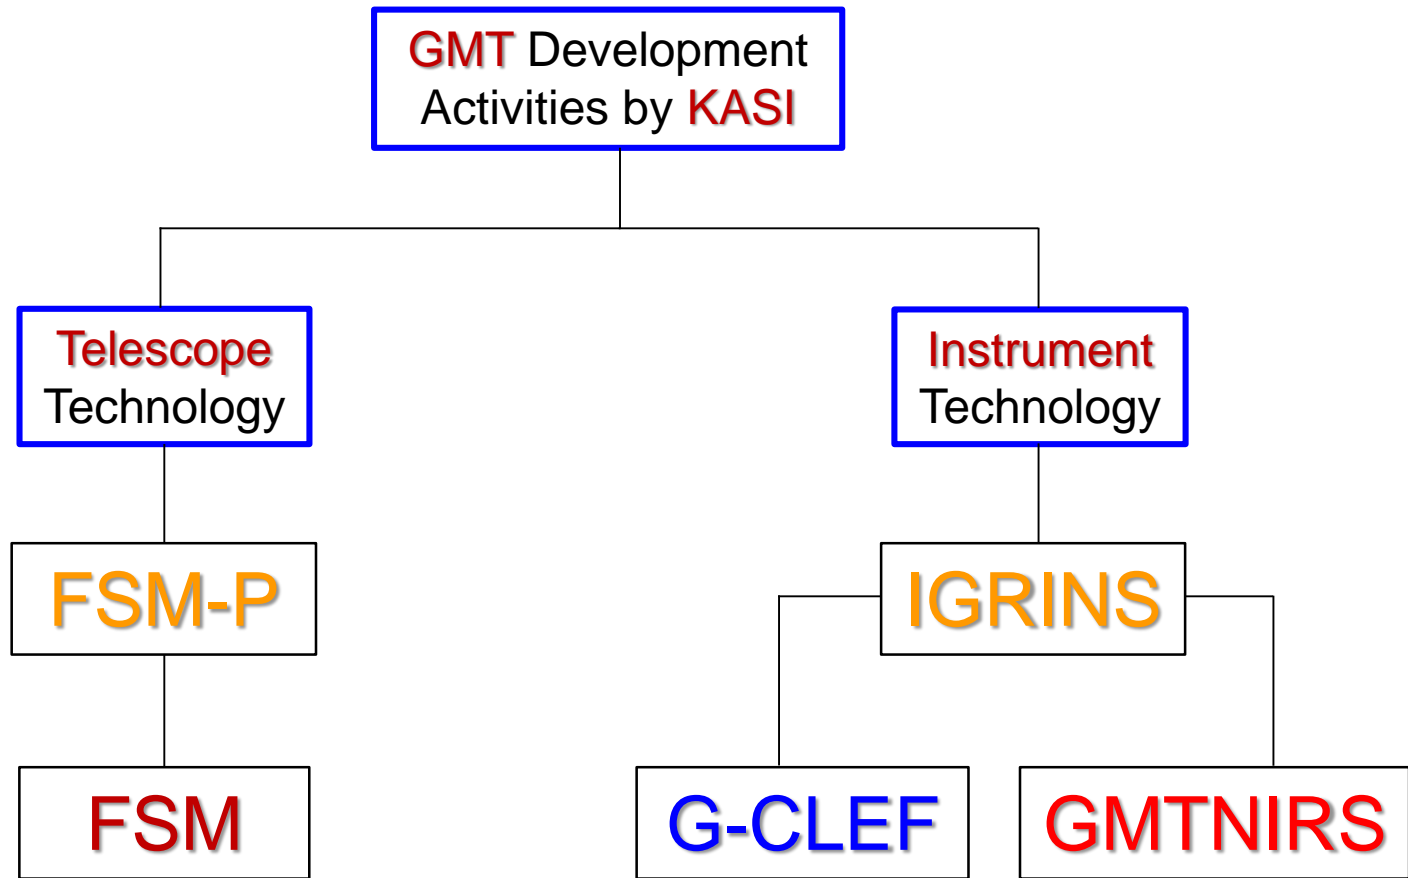 GMT Development
Activities by KASI
Telescope
Technology
Instrument
Technology
FSM-P
IGRINS
FSM
G-CLEF
GMTNIRS